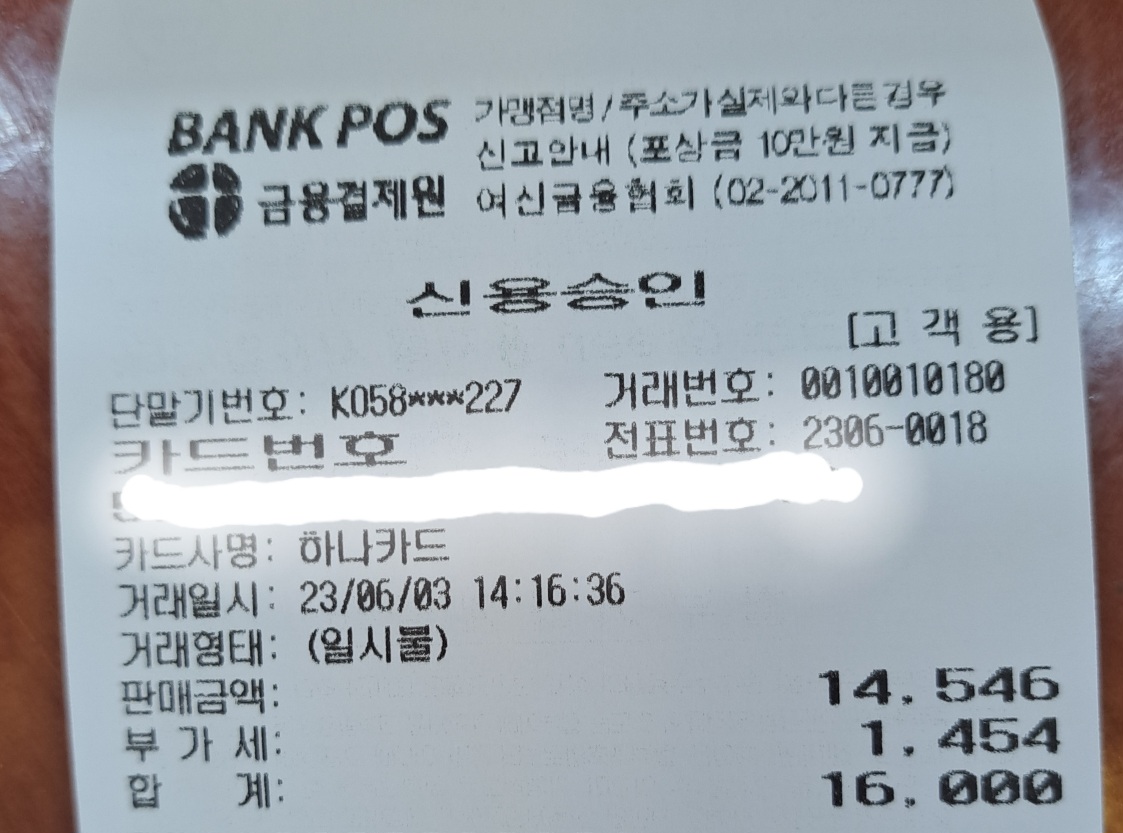 BANK POS
금융결제원
가맹점명/주소가실제와다른경우
신고안내 (포상금 10만원 지급)
여신금융협회 (02-2011-0777)
신용승인
[고 객 용]
단말기번호: K058***227
거래번호: 0010010180
카드번호
전표번호: 2306-0018
카드사명: 하나카드
거래일시: 23/06/03 14:16:36
거래형태: (일시불)
판매금액: 14.546
부 가 세: 1.454
합 계: 16.000